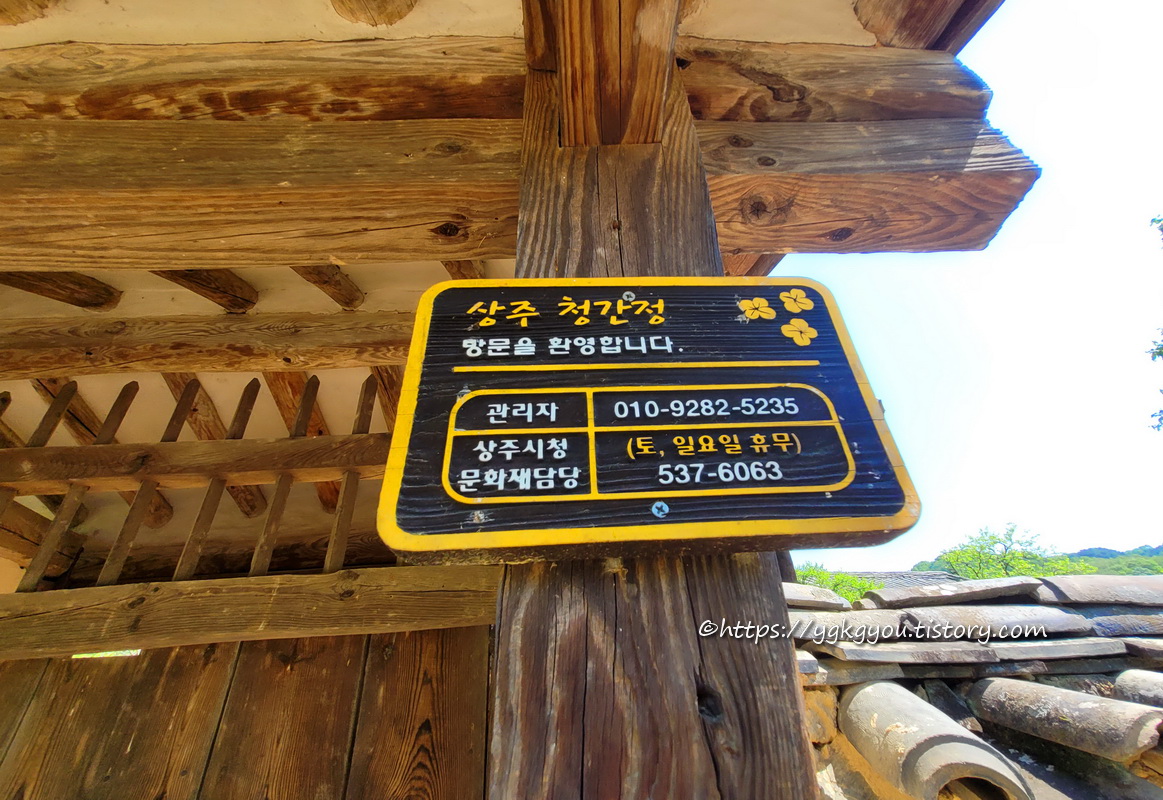 상주 청간정
방문을 환영합니다.
관리자 010-9282-5235
상주시청 (토, 일요일 휴무)
문화재담당 537-6063
©https://ygkgyou.tistory.com